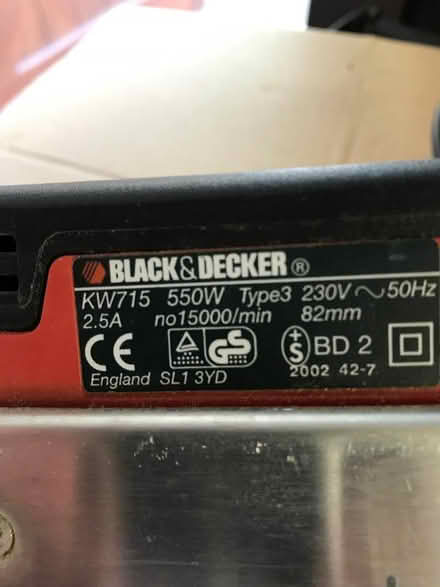 BLACK&DECKER®
KW715 550W Type3 230V ~ 50Hz
2.5A no15000/min 82mm
CE GS S BD 2
England SL1 3YD 2002 42-7